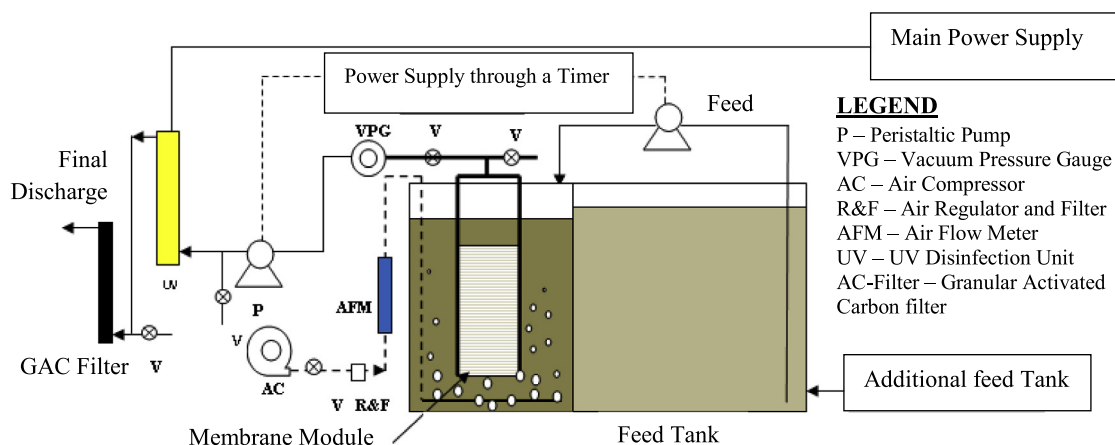 Main Power Supply
Power Supply through a Timer
Feed
VPG
V
V
LEGEND
P – Peristaltic Pump
VPG – Vacuum Pressure Gauge
AC – Air Compressor
R&F – Air Regulator and Filter
AFM – Air Flow Meter
UV – UV Disinfection Unit
AC-Filter – Granular Activated
Carbon filter
Final
Discharge
UV
P
AFM
V
GAC Filter
V
AC
V
R&F
Additional feed Tank
Membrane Module
Feed Tank